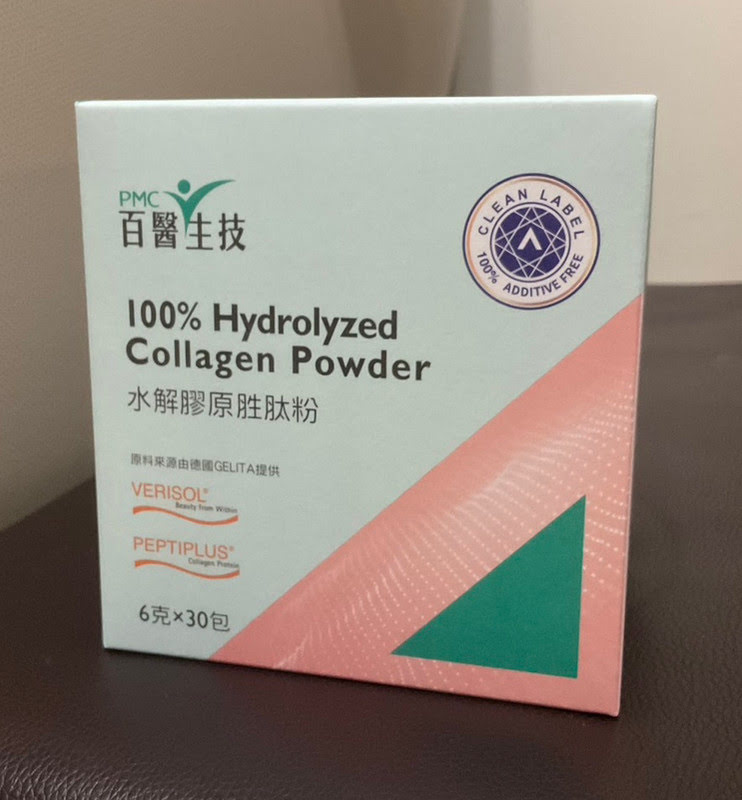 PMC
百醫生技
CLEAN LABEL
100% ADDITIVE FREE
100% Hydrolyzed
Collagen Powder
水解膠原胜肽粉
原料來源由德國GELITA提供
VERISOL®
Beauty from Within
PEPTIPLUS®
Collagen Protein
6克×30包